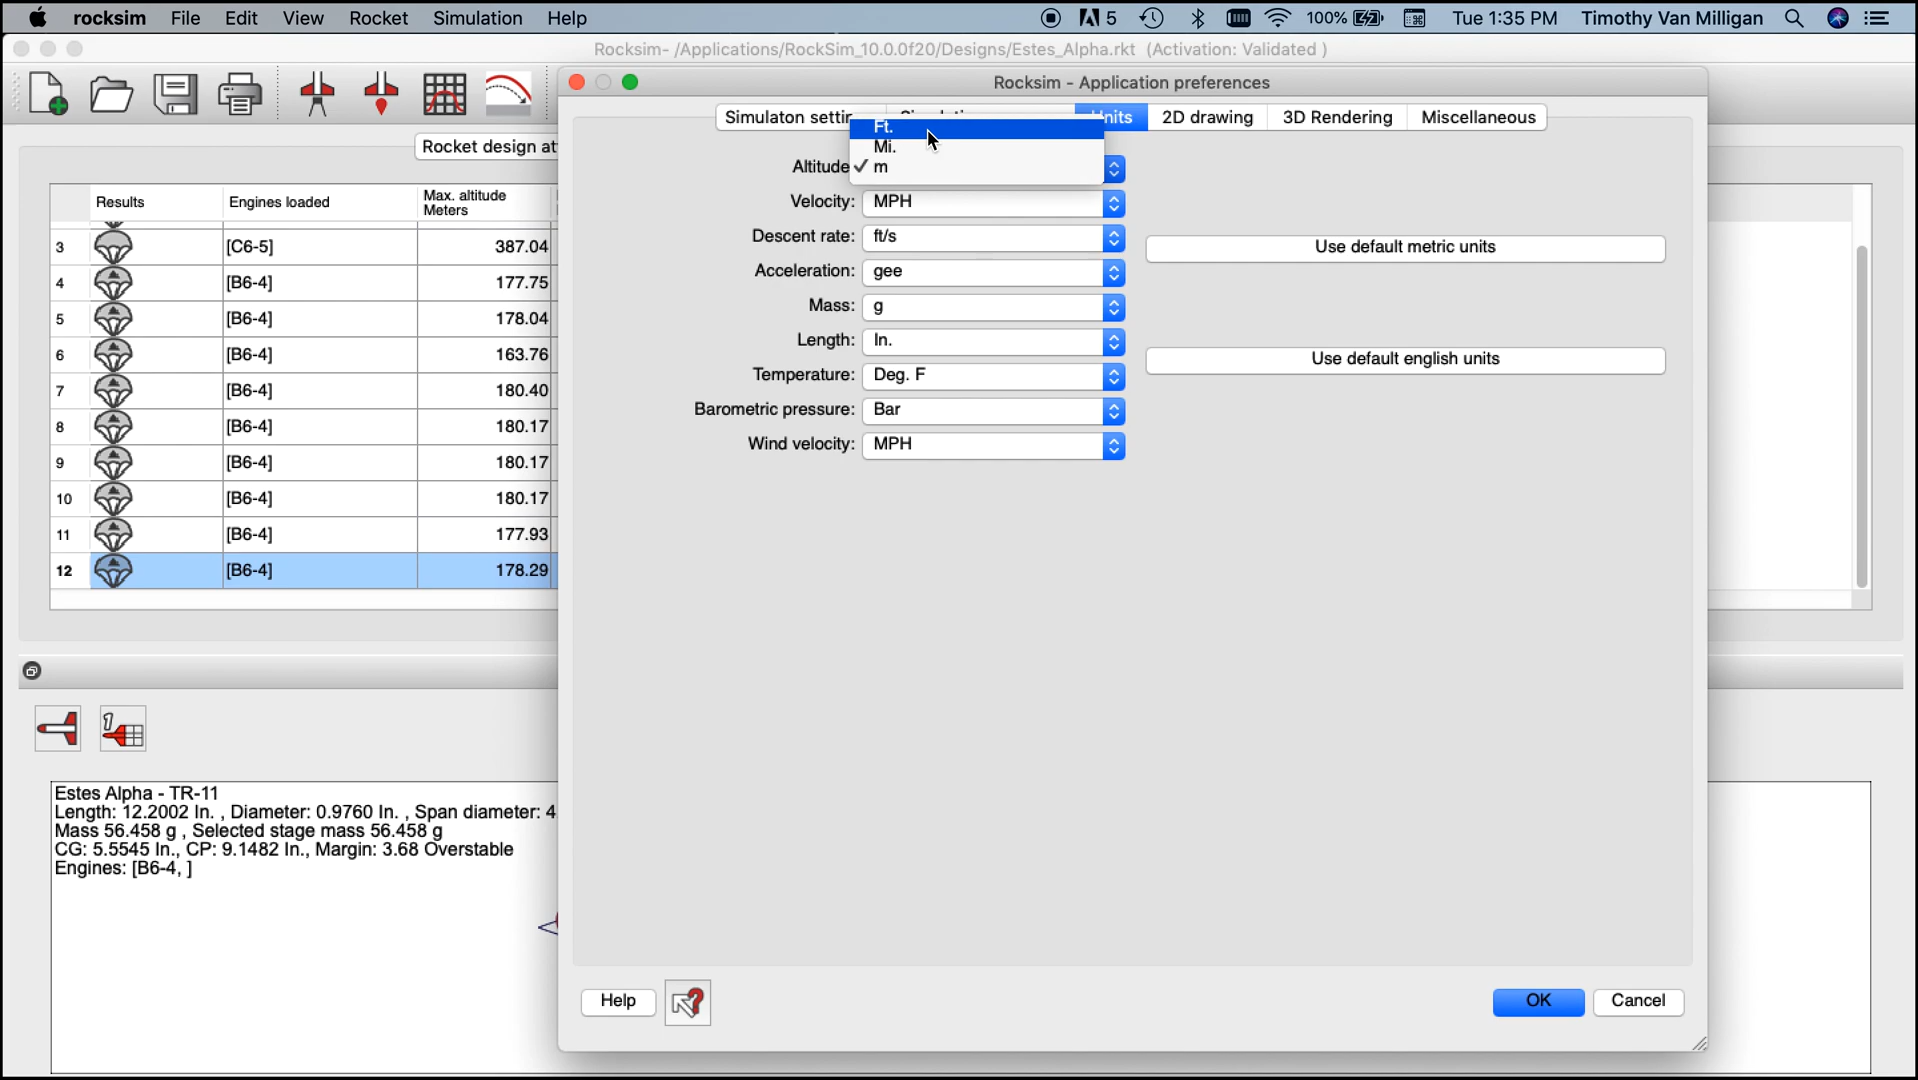 rocksim File Edit View Rocket Simulation Help 5 100% Tue 1:35 PM Timothy Van Milligan
Rocksim- /Applications/RockSim_10.0.0f20/Designs/Estes_Alpha.rkt (Activation: Validated )
Rocksim - Application preferences
Simulaton settin Units 2D drawing 3D Rendering Miscellaneous
Rocket design at
Ft.
Mi.
Altitude ✓ m
Velocity: MPH
Descent rate: ft/s
Acceleration: gee
Mass: g
Length: In.
Temperature: Deg. F
Barometric pressure: Bar
Wind velocity: MPH
Use default metric units
Use default english units
Results Engines loaded Max. altitude
Meters
3 [C6-5] 387.04
4 [B6-4] 177.75
5 [B6-4] 178.04
6 [B6-4] 163.76
7 [B6-4] 180.40
8 [B6-4] 180.17
9 [B6-4] 180.17
10 [B6-4] 180.17
11 [B6-4] 177.93
12 [B6-4] 178.29
1
Estes Alpha - TR-11
Length: 12.2002 In. , Diameter: 0.9760 In. , Span diameter: 4
Mass 56.458 g , Selected stage mass 56.458 g
CG: 5.5545 In., CP: 9.1482 In., Margin: 3.68 Overstable
Engines: [B6-4, ]
Help OK Cancel